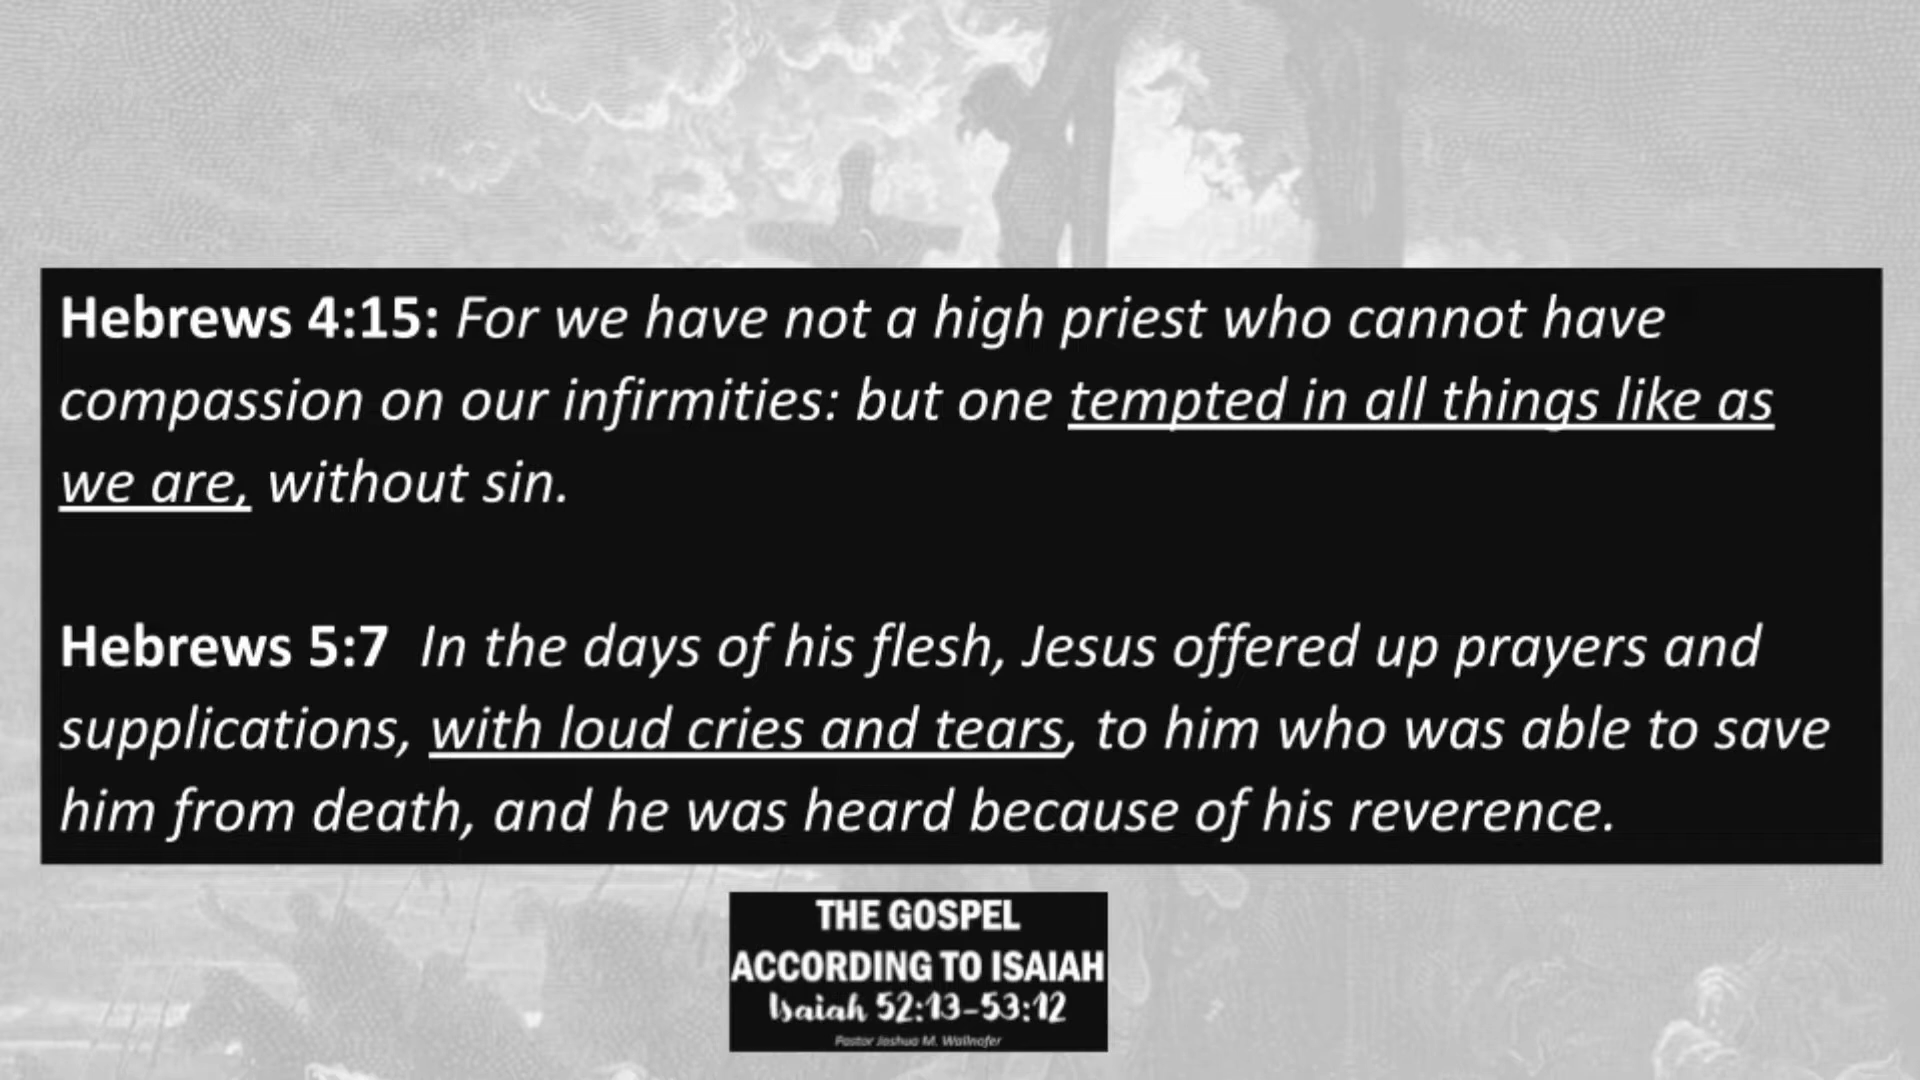 Hebrews 4:15: For we have not a high priest who cannot have
compassion on our infirmities: but one tempted in all things like as
we are, without sin.
Hebrews 5:7 In the days of his flesh, Jesus offered up prayers and
supplications, with loud cries and tears, to him who was able to save
him from death, and he was heard because of his reverence.
THE GOSPEL
ACCORDING TO ISAIAH
Isaiah 52:13-53:12
Pastor Joshua M. Wallnofer